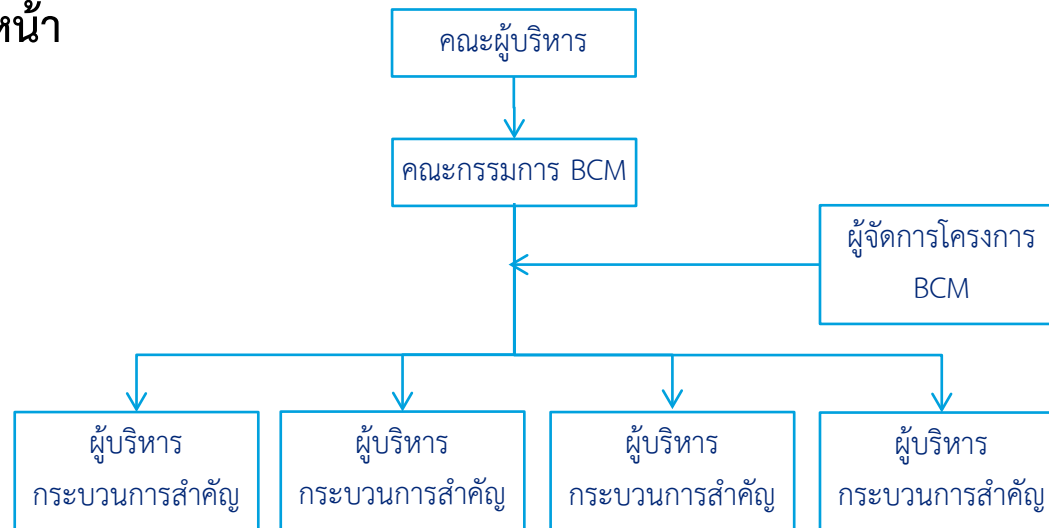 หน้า
คณะผู้บริหาร
คณะกรรมการ BCM
ผู้จัดการโครงการ
BCM
ผู้บริหาร
กระบวนการสำคัญ
ผู้บริหาร
กระบวนการสำคัญ
ผู้บริหาร
กระบวนการสำคัญ
ผู้บริหาร
กระบวนการสำคัญ